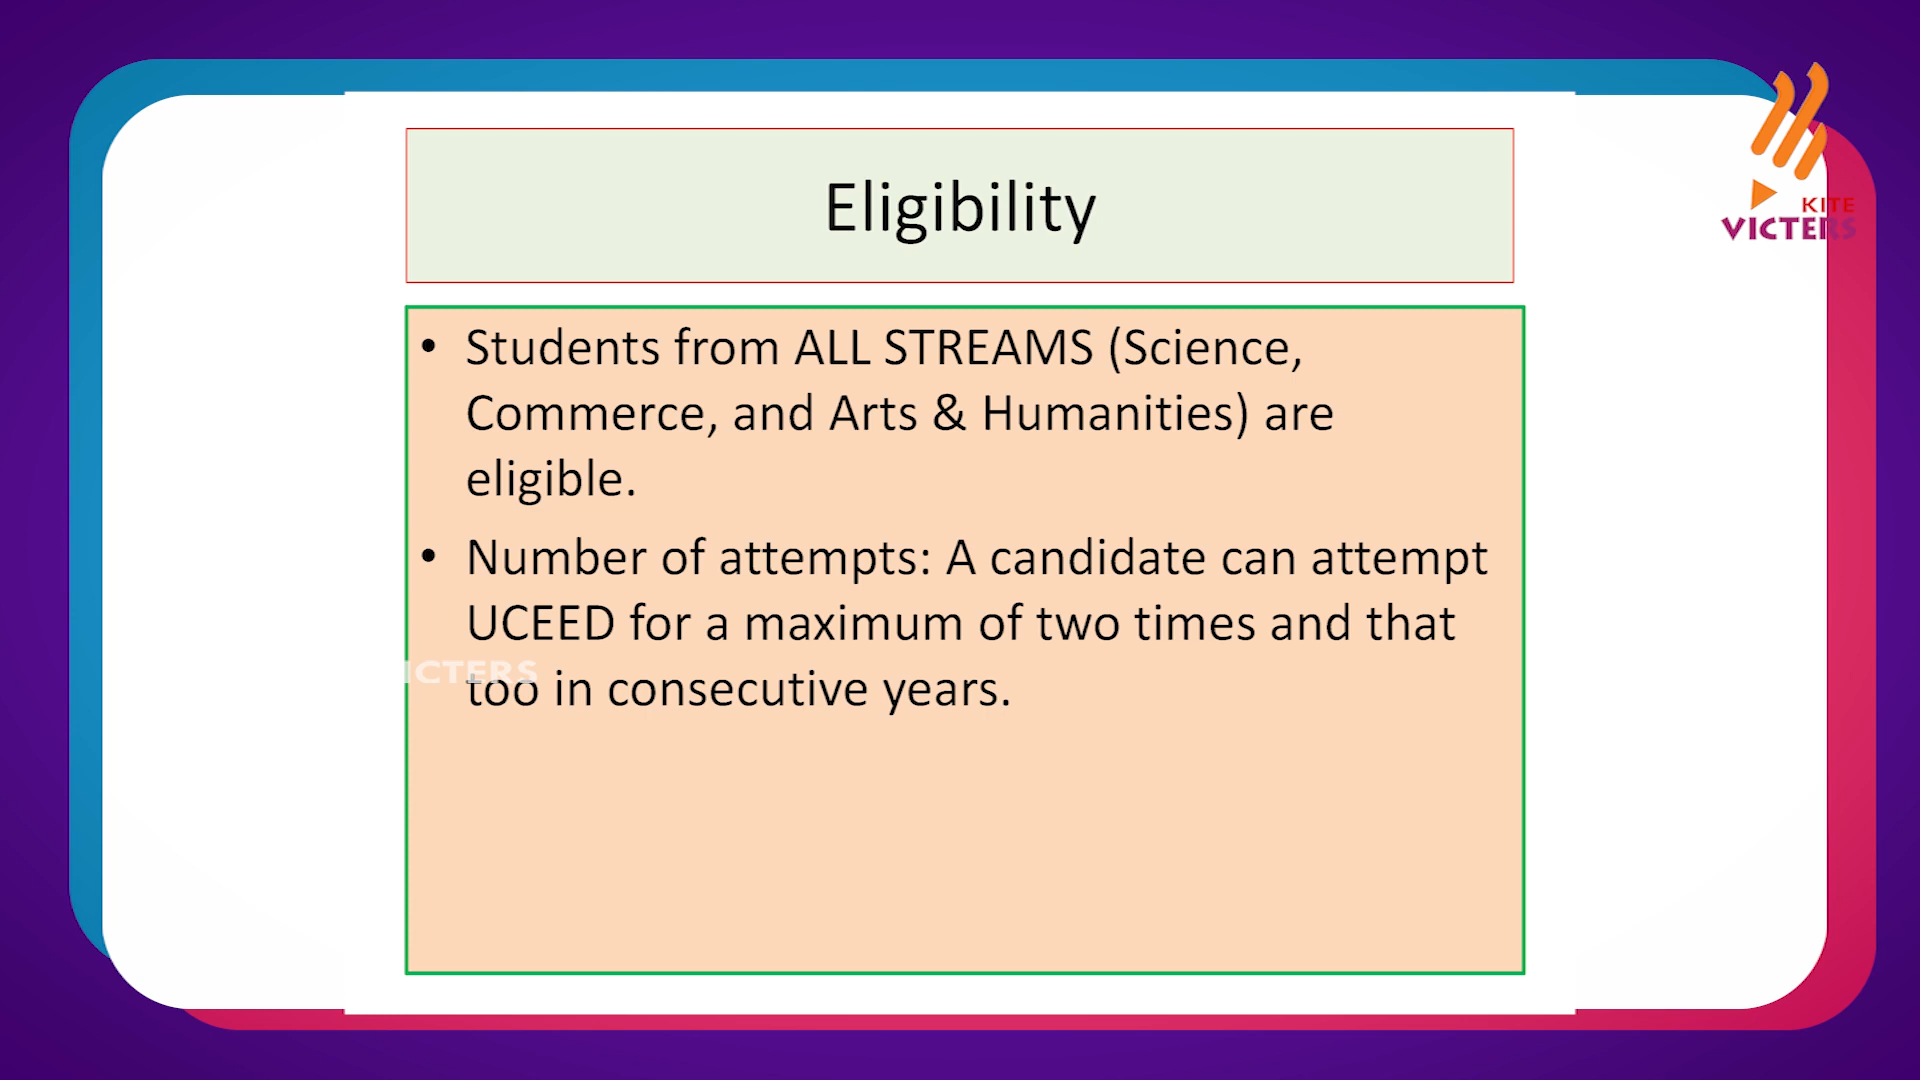 Eligibility
• Students from ALL STREAMS (Science,
Commerce, and Arts & Humanities) are
eligible.
• Number of attempts: A candidate can attempt
UCEED for a maximum of two times and that
too in consecutive years.
KITE
VICTERS
ICTERS